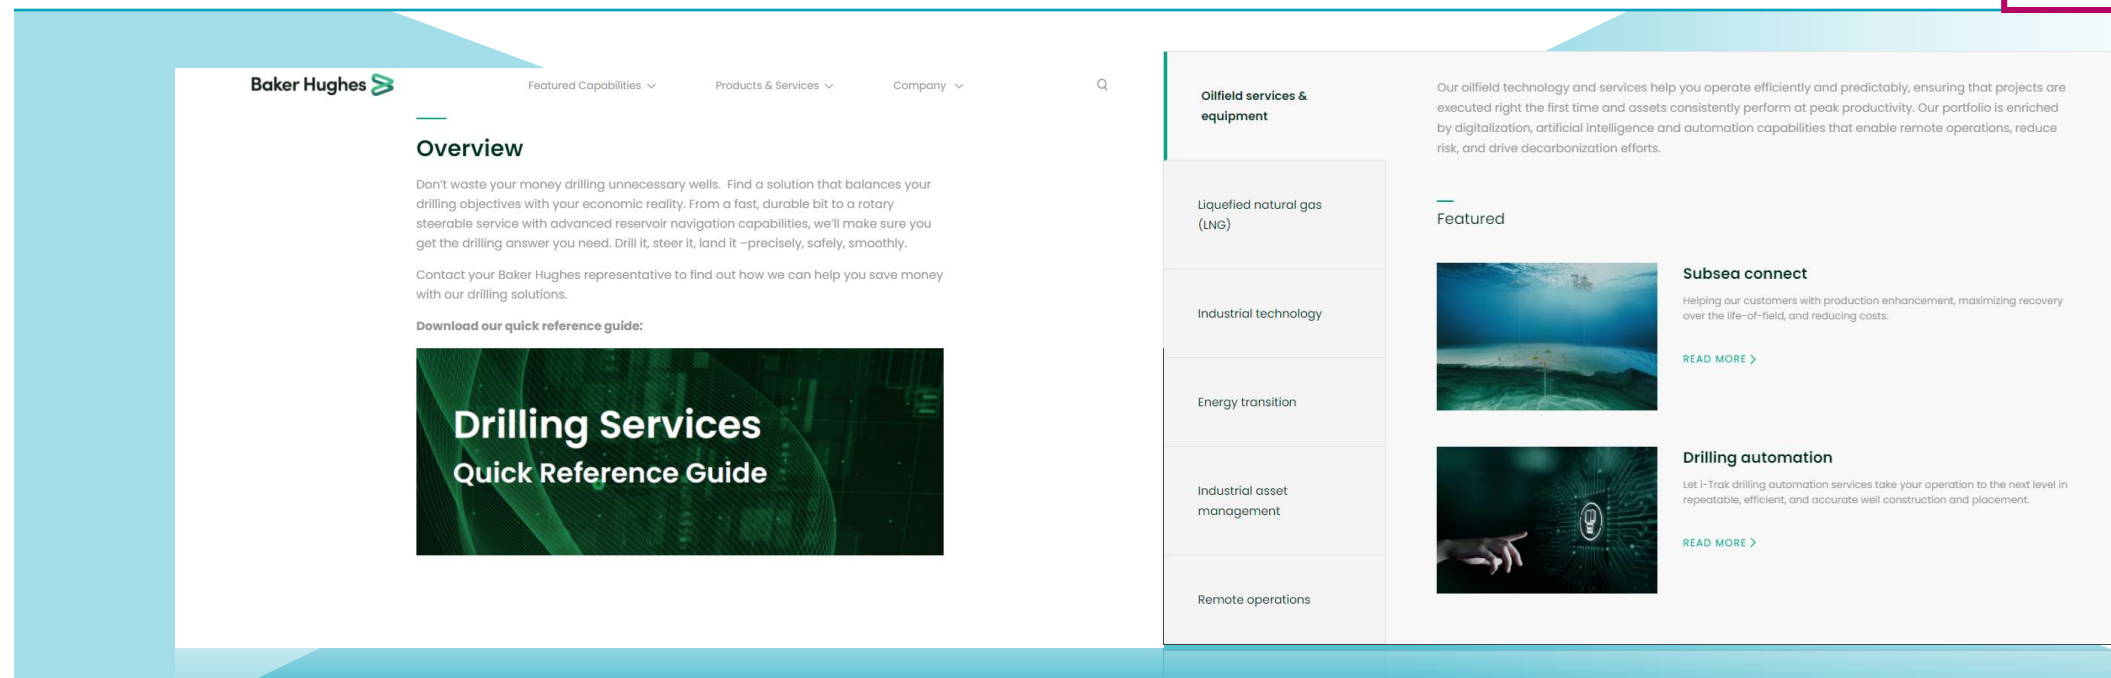 Baker Hughes
Featured Capabilities
Products & Services
Company
Overview
Don't waste your money drilling unnecessary wells. Find a solution that balances your
drilling objectives with your economic reality. From a fast, durable bit to a rotary
steerable service with advanced reservoir navigation capabilities, we'll make sure you
get the drilling answer you need. Drill it, steer it, land it –precisely, safely, smoothly.
Contact your Baker Hughes representative to find out how we can help you save money
with our drilling solutions.
Download our quick reference guide:
Drilling Services
Quick Reference Guide
Oilfield services &
equipment
Liquefied natural gas
(LNG)
Industrial technology
Energy transition
Industrial asset
management
Remote operations
Our oilfield technology and services help you operate efficiently and predictably, ensuring that projects are
executed right the first time and assets consistently perform at peak productivity. Our portfolio is enriched
by digitalization, artificial intelligence and automation capabilities that enable remote operations, reduce
risk, and drive decarbonization efforts.
Featured
Subsea connect
Helping our customers with production enhancement, maximizing recovery
over the life-of-field, and reducing costs.
READ MORE
Drilling automation
Let i-Trak drilling automation services take your operation to the next level in
repeatable, efficient, and accurate well construction and placement.
READ MORE